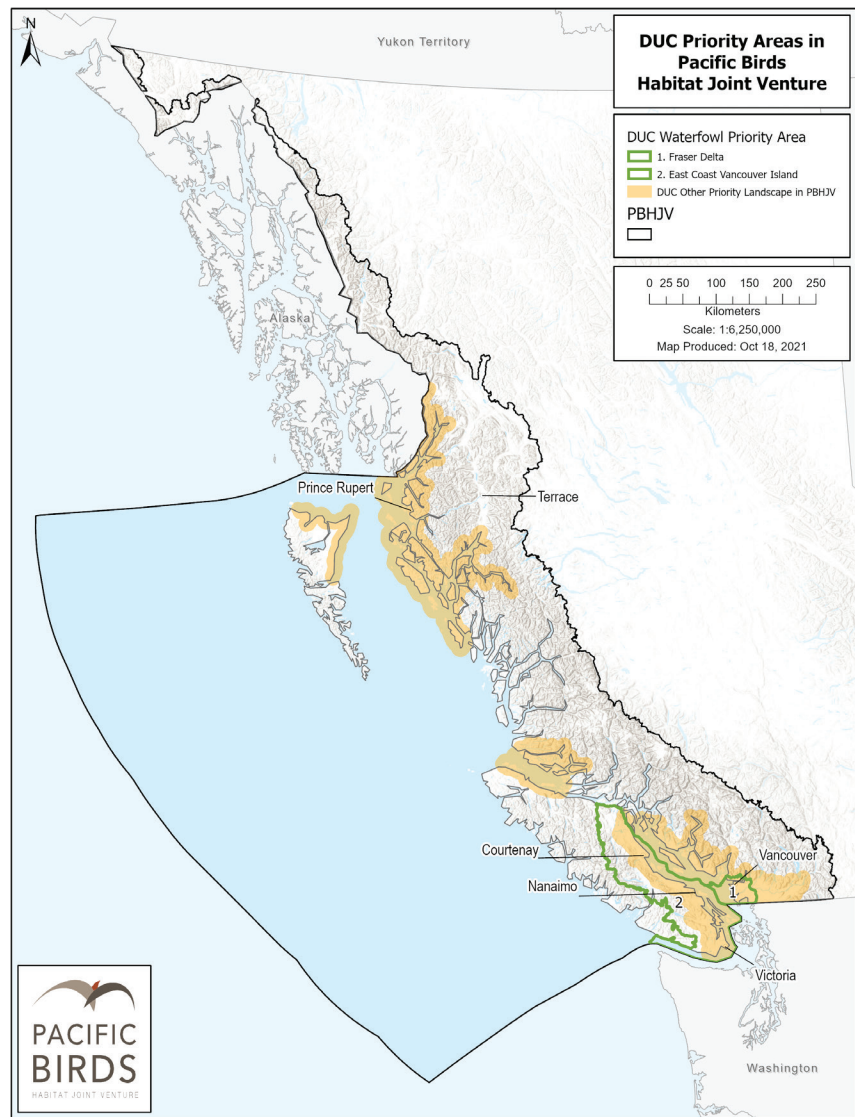 N
Yukon Territory
DUC Priority Areas in
Pacific Birds
Habitat Joint Venture
DUC Waterfowl Priority Area
1. Fraser Delta
2. East Coast Vancouver Island
DUC Other Priority Landscape in PBHJV
PBHJV
0 25 50 100 150 200 250
Kilometers
Scale: 1:6,250,000
Map Produced: Oct 18, 2021
Alaska
Prince Rupert
Terrace
Courtenay
Vancouver
Nanaimo
1
2
Victoria
Washington
PACIFIC
BIRDS
HABITAT JOINT VENTURE